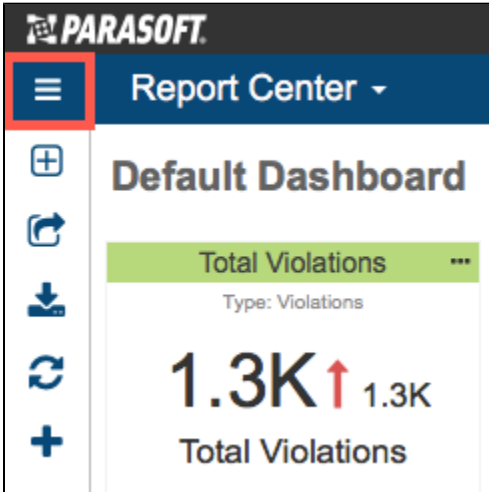 PARASOFT.
Report Center
Default Dashboard
Total Violations
Type: Violations
1.3K 1.3K
Total Violations